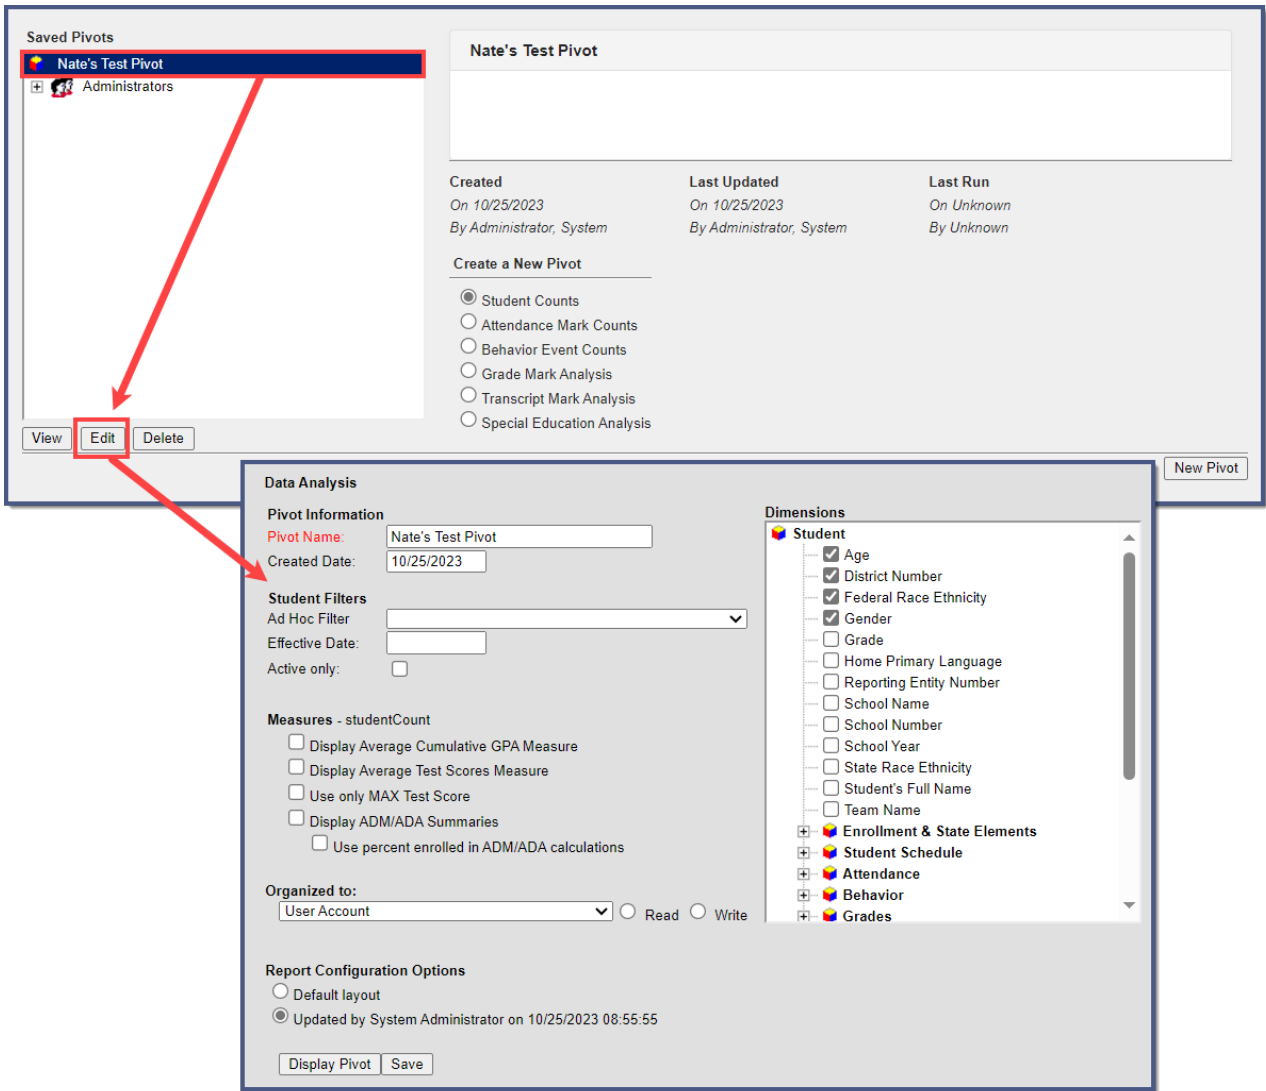 Saved Pivots
Nate's Test Pivot
Administrators
View Edit Delete
Nate's Test Pivot
Created Last Updated Last Run
On 10/25/2023 On 10/25/2023 On Unknown
By Administrator, System By Administrator, System By Unknown
Create a New Pivot
Student Counts
Attendance Mark Counts
Behavior Event Counts
Grade Mark Analysis
Transcript Mark Analysis
Special Education Analysis
New Pivot
Data Analysis
Pivot Information
Pivot Name: Nate's Test Pivot
Created Date: 10/25/2023
Student Filters
Ad Hoc Filter
Effective Date:
Active only:
Measures - studentCount
Display Average Cumulative GPA Measure
Display Average Test Scores Measure
Use only MAX Test Score
Display ADM/ADA Summaries
Use percent enrolled in ADM/ADA calculations
Organized to:
User Account Read Write
Report Configuration Options
Default layout
Updated by System Administrator on 10/25/2023 08:55:55
Display Pivot Save
Dimensions
Student
Age
District Number
Federal Race Ethnicity
Gender
Grade
Home Primary Language
Reporting Entity Number
School Name
School Number
School Year
State Race Ethnicity
Student's Full Name
Team Name
Enrollment & State Elements
Student Schedule
Attendance
Behavior
Grades